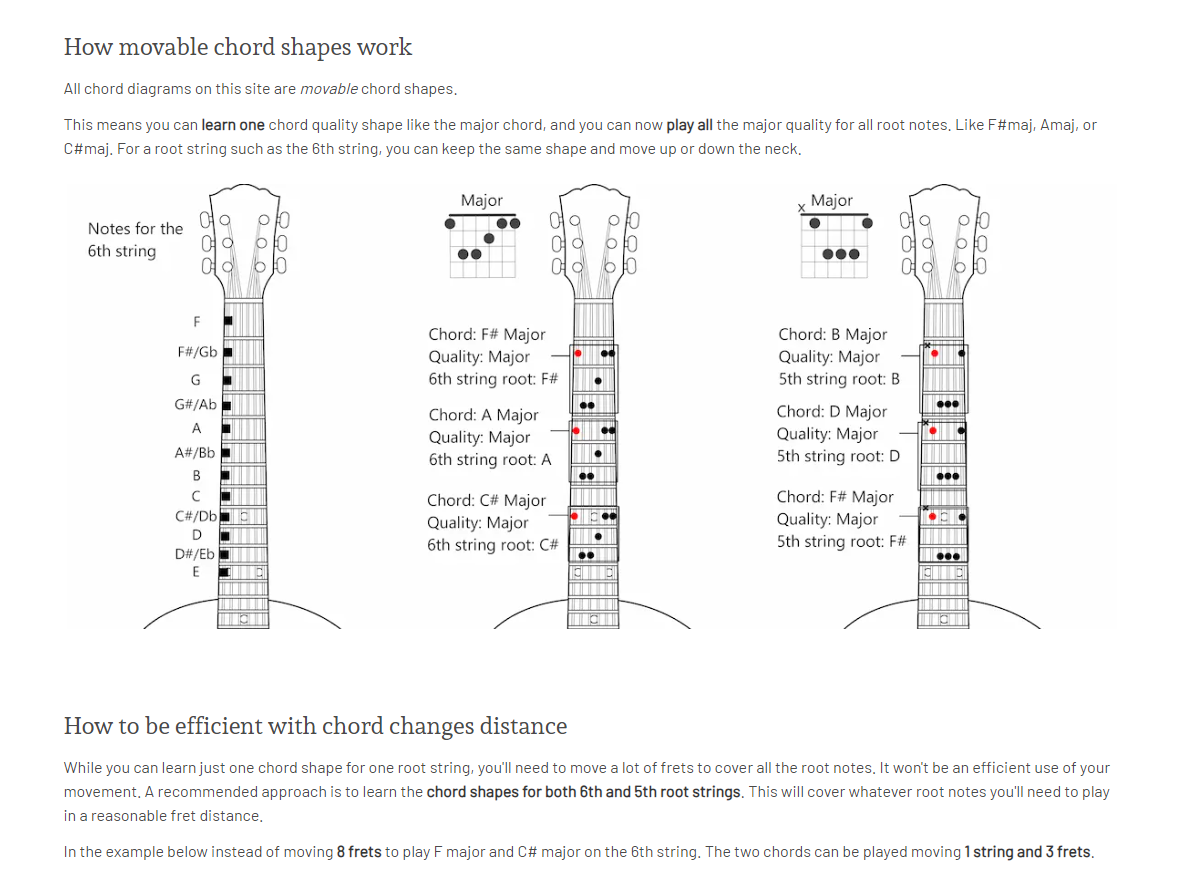 How movable chord shapes work
All chord diagrams on this site are movable chord shapes.
This means you can learn one chord quality shape like the major chord, and you can now play all the major quality for all root notes. Like F#maj, Amaj, or
C#maj. For a root string such as the 6th string, you can keep the same shape and move up or down the neck.
Notes for the
6th string
F
F#/Gb
G
G#/Ab
A
A#/Bb
B
C
C#/Db
D
D#/Eb
E
Major
Chord: F# Major
Quality: Major
6th string root: F#
Chord: A Major
Quality: Major
6th string root: A
Chord: C# Major
Quality: Major
6th string root: C#
x Major
Chord: B Major
Quality: Major
5th string root: B
x
Chord: D Major
Quality: Major
5th string root: D
x
Chord: F# Major
Quality: Major
5th string root: F#
x
How to be efficient with chord changes distance
While you can learn just one chord shape for one root string, you'll need to move a lot of frets to cover all the root notes. It won't be an efficient use of your
movement. A recommended approach is to learn the chord shapes for both 6th and 5th root strings. This will cover whatever root notes you'll need to play
in a reasonable fret distance.
In the example below instead of moving 8 frets to play F major and C# major on the 6th string. The two chords can be played moving 1 string and 3 frets.